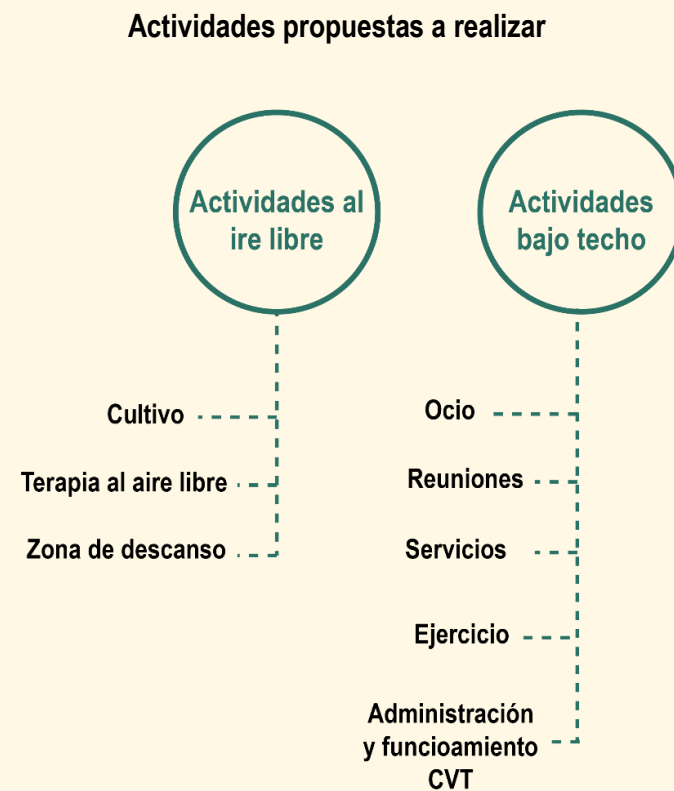 Actividades propuestas a realizar
Actividades al
ire libre
Cultivo
Terapia al aire libre
Zona de descanso
Actividades
bajo techo
Ocio
Reuniones
Servicios
Ejercicio
Administración
y funcioamiento
CVT